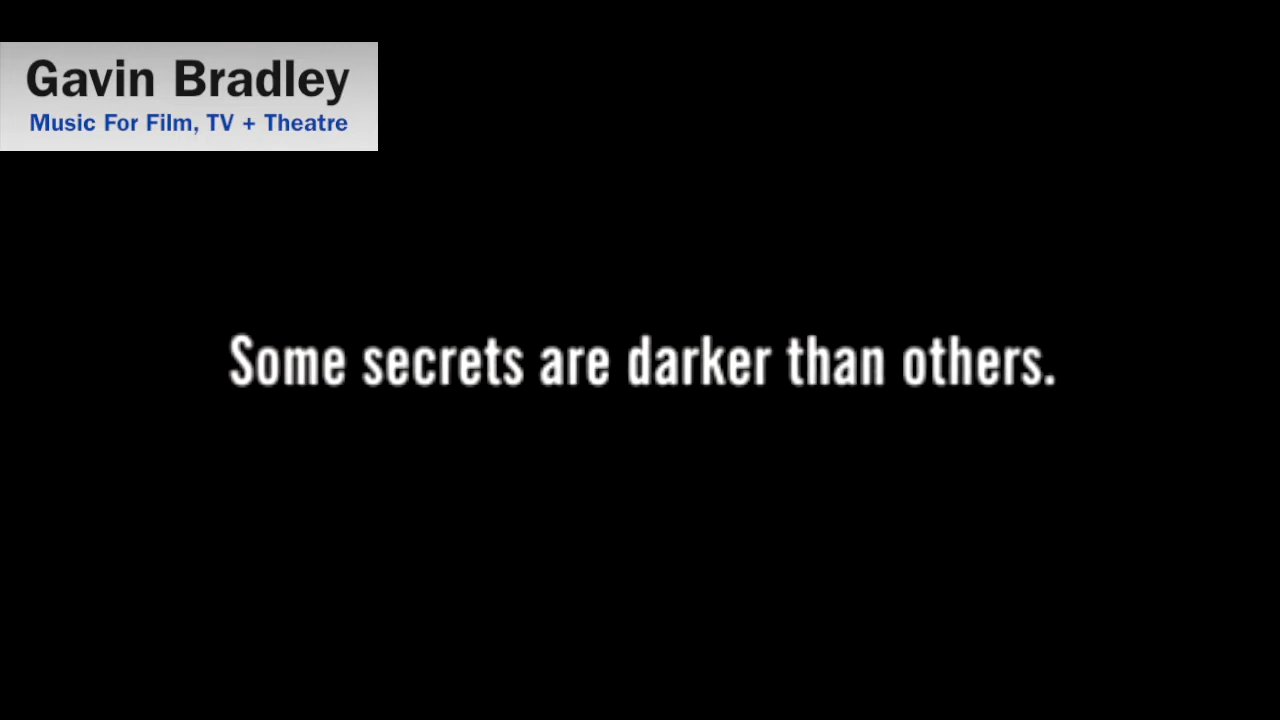 Gavin Bradley
Music For Film, TV + Theatre
Some secrets are darker than others.